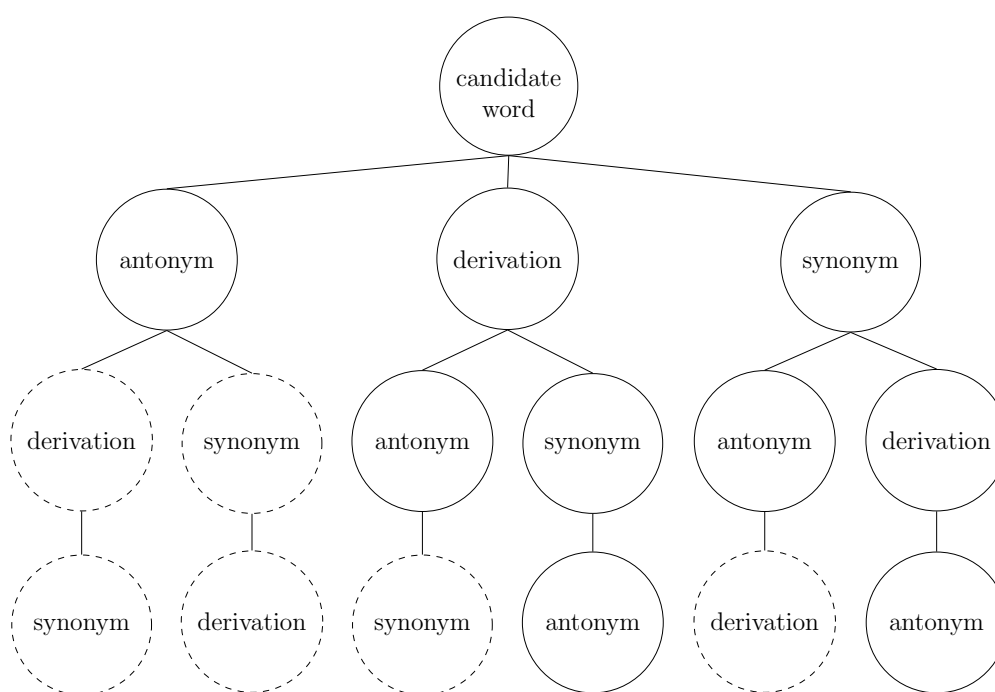 candidate
word
antonym
derivation
synonym
derivation
synonym
antonym
synonym
antonym
derivation
synonym
derivation
synonym
antonym
derivation
antonym